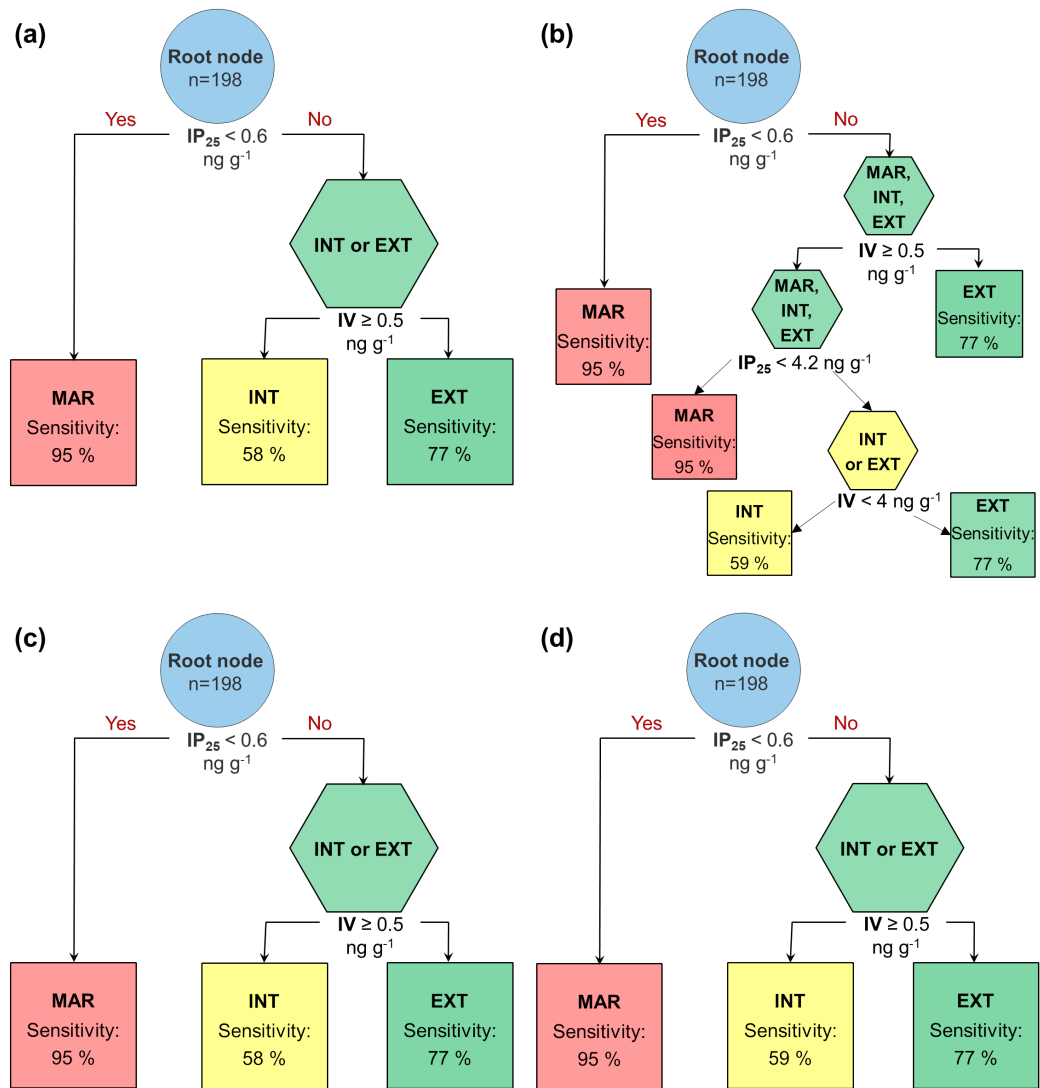 (a)
Root node
n=198
Yes
No
IP₂₅ < 0.6
ng g⁻¹
INT or EXT
IV ≥ 0.5
ng g⁻¹
MAR
Sensitivity:
95 %
INT
Sensitivity:
58 %
EXT
Sensitivity:
77 %
(b)
Root node
n=198
Yes
No
IP₂₅ < 0.6
ng g⁻¹
MAR,
INT,
EXT
IV ≥ 0.5
ng g⁻¹
MAR
Sensitivity:
95 %
MAR,
INT,
EXT
EXT
Sensitivity:
77 %
IP₂₅ < 4.2 ng g⁻¹
MAR
Sensitivity:
95 %
INT
or EXT
IV < 4 ng g⁻¹
INT
Sensitivity:
59 %
EXT
Sensitivity:
77 %
(c)
Root node
n=198
Yes
No
IP₂₅ < 0.6
ng g⁻¹
INT or EXT
IV ≥ 0.5
ng g⁻¹
MAR
Sensitivity:
95 %
INT
Sensitivity:
58 %
EXT
Sensitivity:
77 %
(d)
Root node
n=198
Yes
No
IP₂₅ < 0.6
ng g⁻¹
INT or EXT
IV ≥ 0.5
ng g⁻¹
MAR
Sensitivity:
95 %
INT
Sensitivity:
59 %
EXT
Sensitivity:
77 %